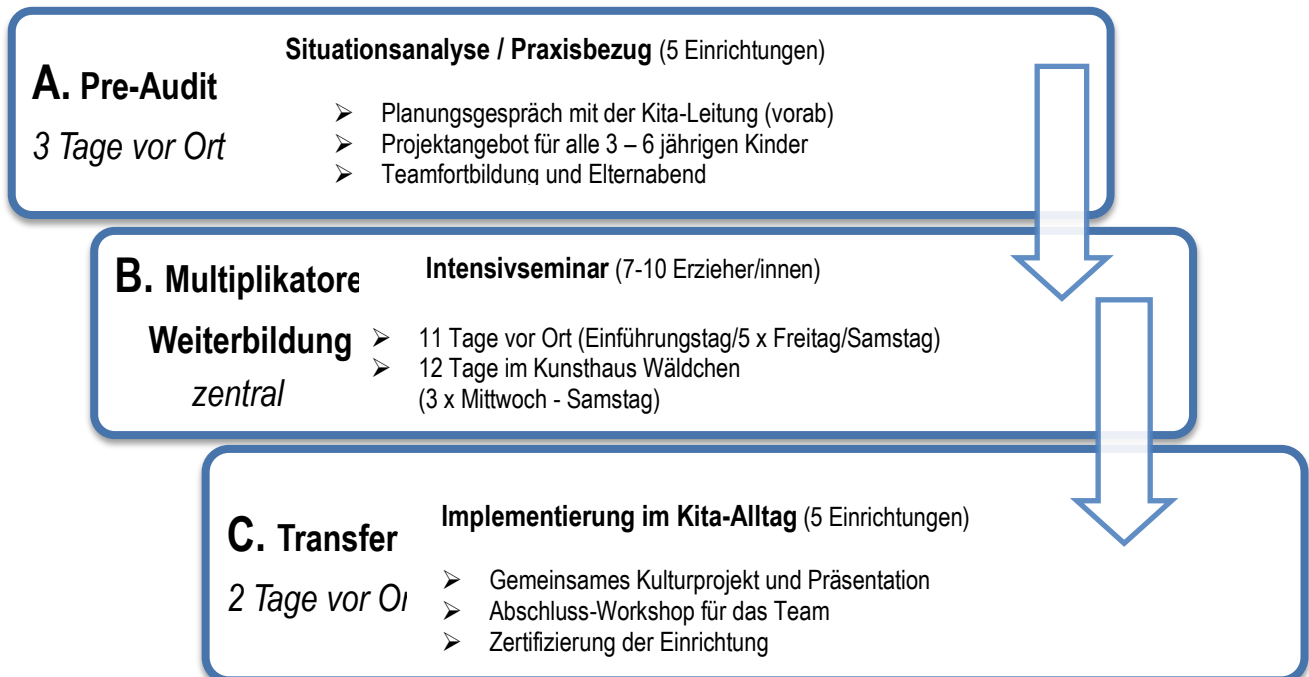 A. Pre-Audit
3 Tage vor Ort
Situationsanalyse / Praxisbezug (5 Einrichtungen)
➢ Planungsgespräch mit der Kita-Leitung (vorab)
➢ Projektangebot für alle 3 – 6 jährigen Kinder
➢ Teamfortbildung und Elternabend
B. Multiplikatore
Weiterbildung
zentral
Intensivseminar (7-10 Erzieher/innen)
➢ 11 Tage vor Ort (Einführungstag/5 x Freitag/Samstag)
➢ 12 Tage im Kunsthaus Wäldchen
(3 x Mittwoch - Samstag)
C. Transfer
2 Tage vor
Implementierung im Kita-Alltag (5 Einrichtungen)
➢ Gemeinsames Kulturprojekt und Präsentation
➢ Abschluss-Workshop für das Team
➢ Zertifizierung der Einrichtung